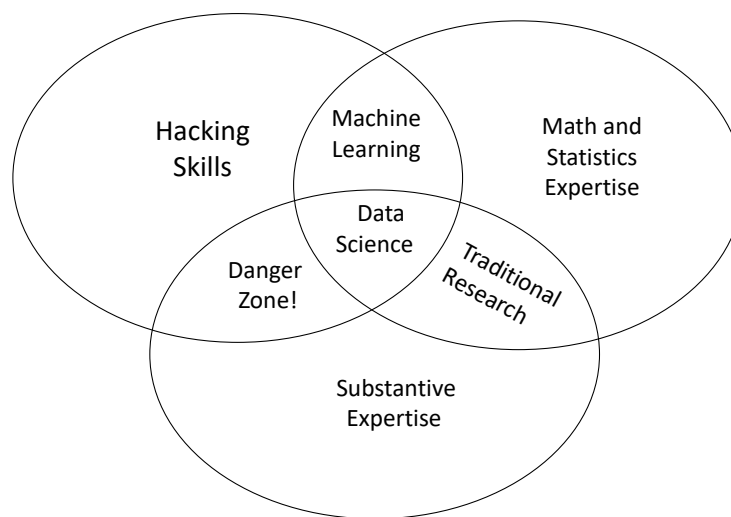 Hacking
Skills
Machine
Learning
Math and
Statistics
Expertise
Data
Science
Danger
Zone!
Traditional
Research
Substantive
Expertise